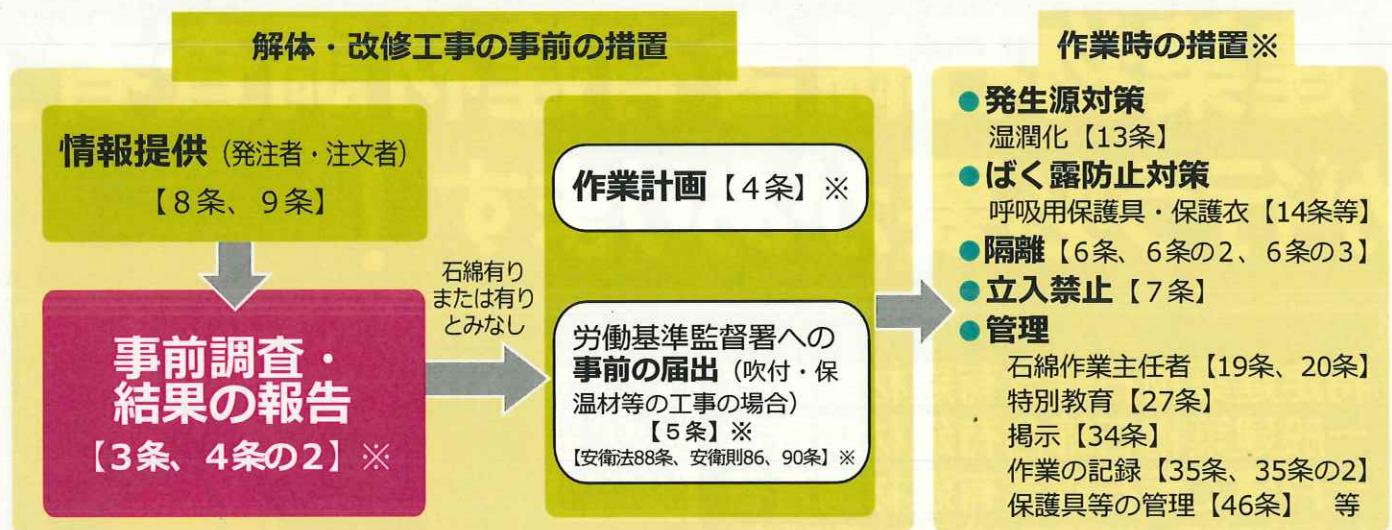 解体・改修工事の事前の措置
情報提供（発注者・注文者）
【８条、９条】
事前調査・
結果の報告
【３条、４条の２】※
石綿有り
または有り
とみなし
作業計画【４条】※
労働基準監督署への
事前の届出（吹付・保
温材等の工事の場合）
【５条】※
【安衛法88条、安衛則86、90条】※
作業時の措置※
●発生源対策
湿潤化【13条】
●ばく露防止対策
呼吸用保護具・保護衣【14条等】
●隔離【６条、６条の２、６条の３】
●立入禁止【７条】
●管理
石綿作業主任者【19条、20条】
特別教育【27条】
掲示【34条】
作業の記録【35条、35条の２】
保護具等の管理【46条】　等